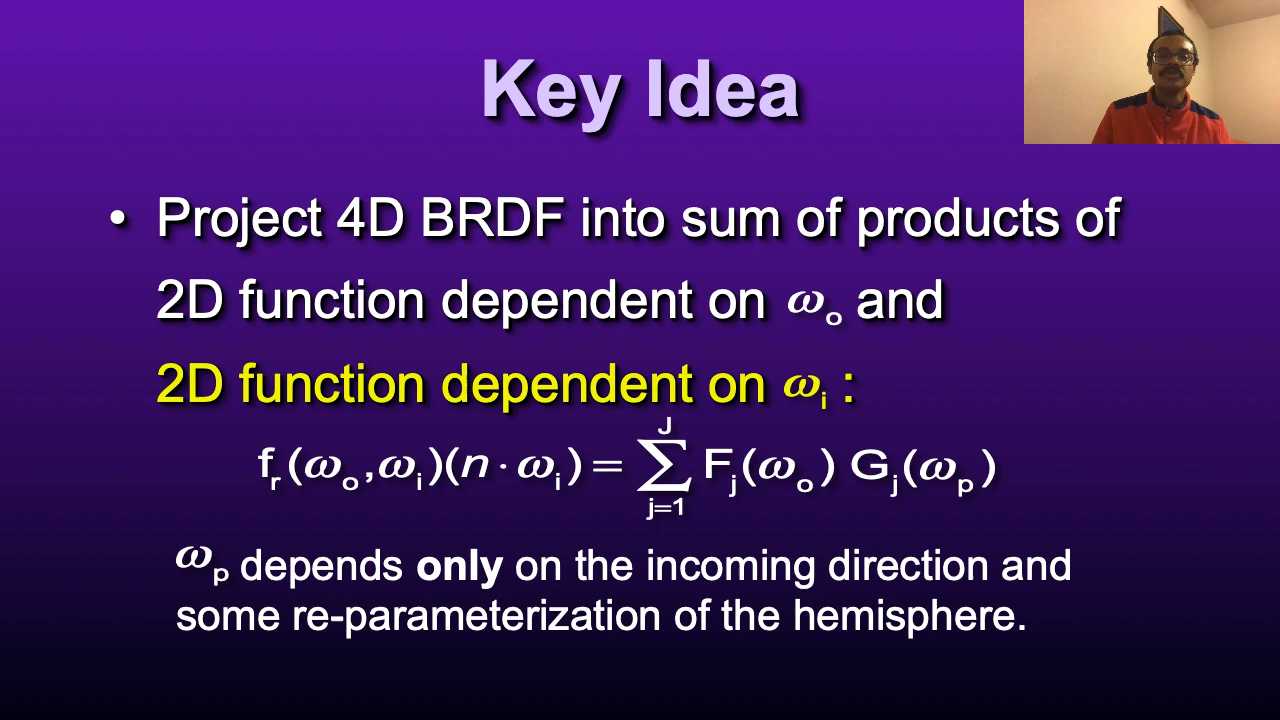 Key Idea
• Project 4D BRDF into sum of products of
2D function dependent on ωo and
2D function dependent on ωi :
fr(ωo,ωi)(n·ωi) = ∑j=1J Fj(ωo) Gj(ωp)
ωp depends only on the incoming direction and
some re-parameterization of the hemisphere.